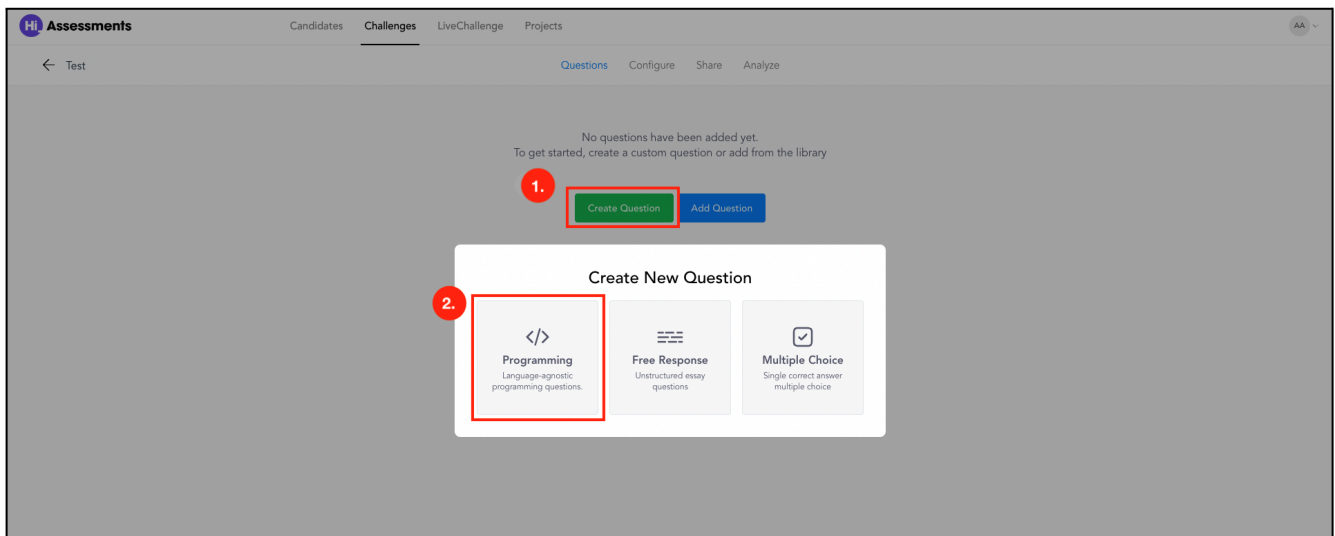 Hi, Assessments
Candidates Challenges LiveChallenge Projects
AA
Test
Questions Configure Share Analyze
No questions have been added yet.
To get started, create a custom question or add from the library
1.
Create Question Add Question
Create New Question
2.
</>
Programming
Language-agnostic
programming questions.
Free Response
Unstructured essay
questions
Multiple Choice
Single correct answer
multiple choice